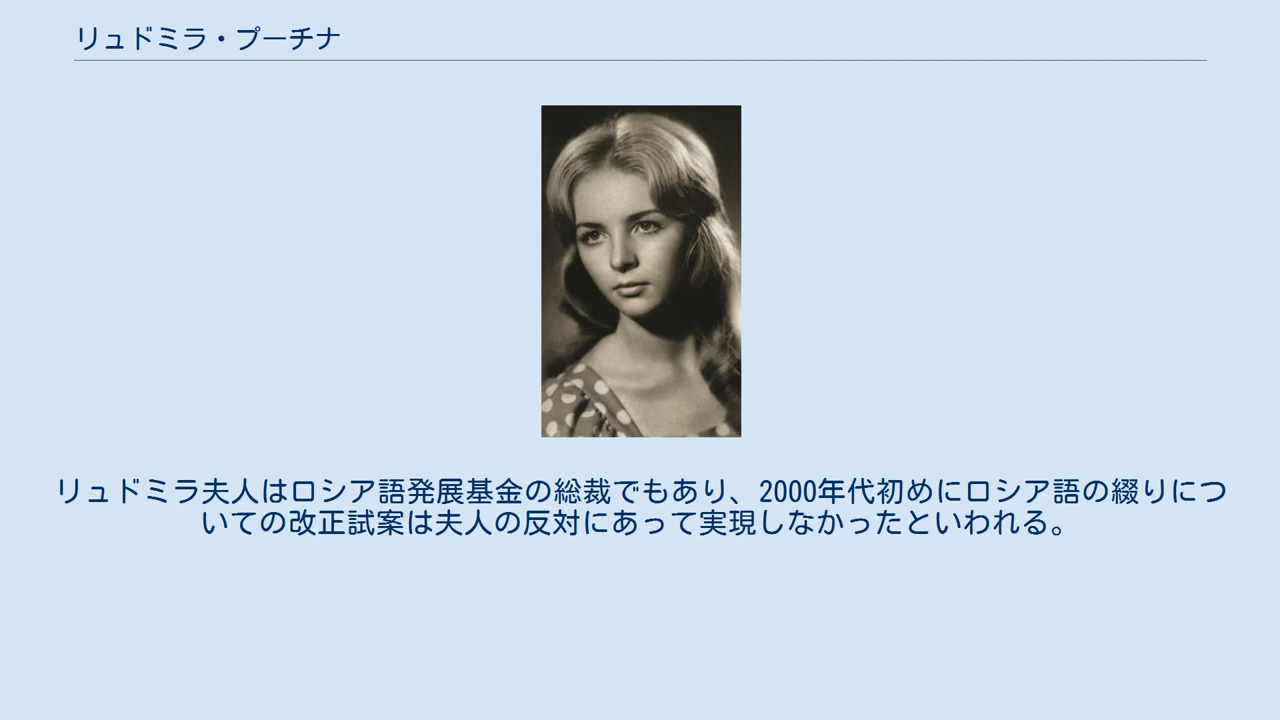 リュドミラ・プーチナ
リュドミラ夫人はロシア語発展基金の総裁でもあり、2000年代初めにロシア語の綴りにつ
いての改正試案は夫人の反対にあって実現しなかったといわれる。